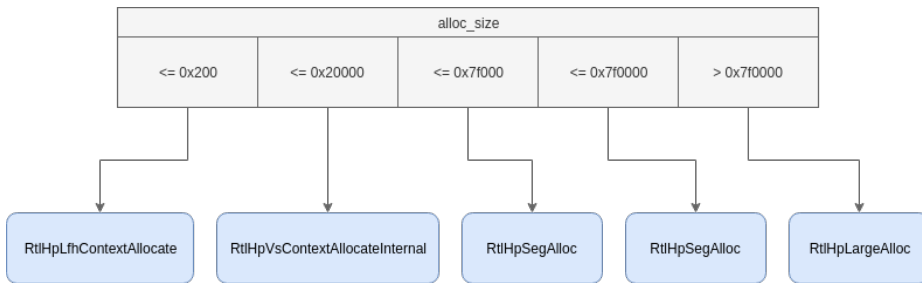 alloc_size
<= 0x200
<= 0x20000
<= 0x7f000
<= 0x7f0000
> 0x7f0000
RtlHpLfhContextAllocate
RtlHpVsContextAllocateInternal
RtlHpSegAlloc
RtlHpSegAlloc
RtlHpLargeAlloc